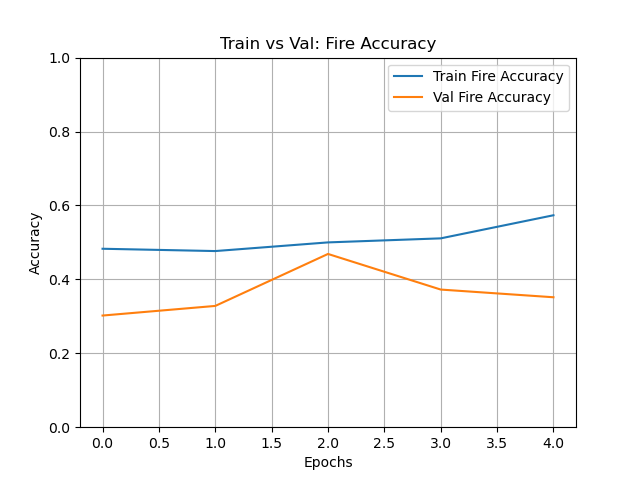 Train vs Val: Fire Accuracy
1.0
0.8
0.6
0.4
0.2
0.0
Accuracy
Train Fire Accuracy
Val Fire Accuracy
0.0 0.5 1.0 1.5 2.0 2.5 3.0 3.5 4.0
Epochs